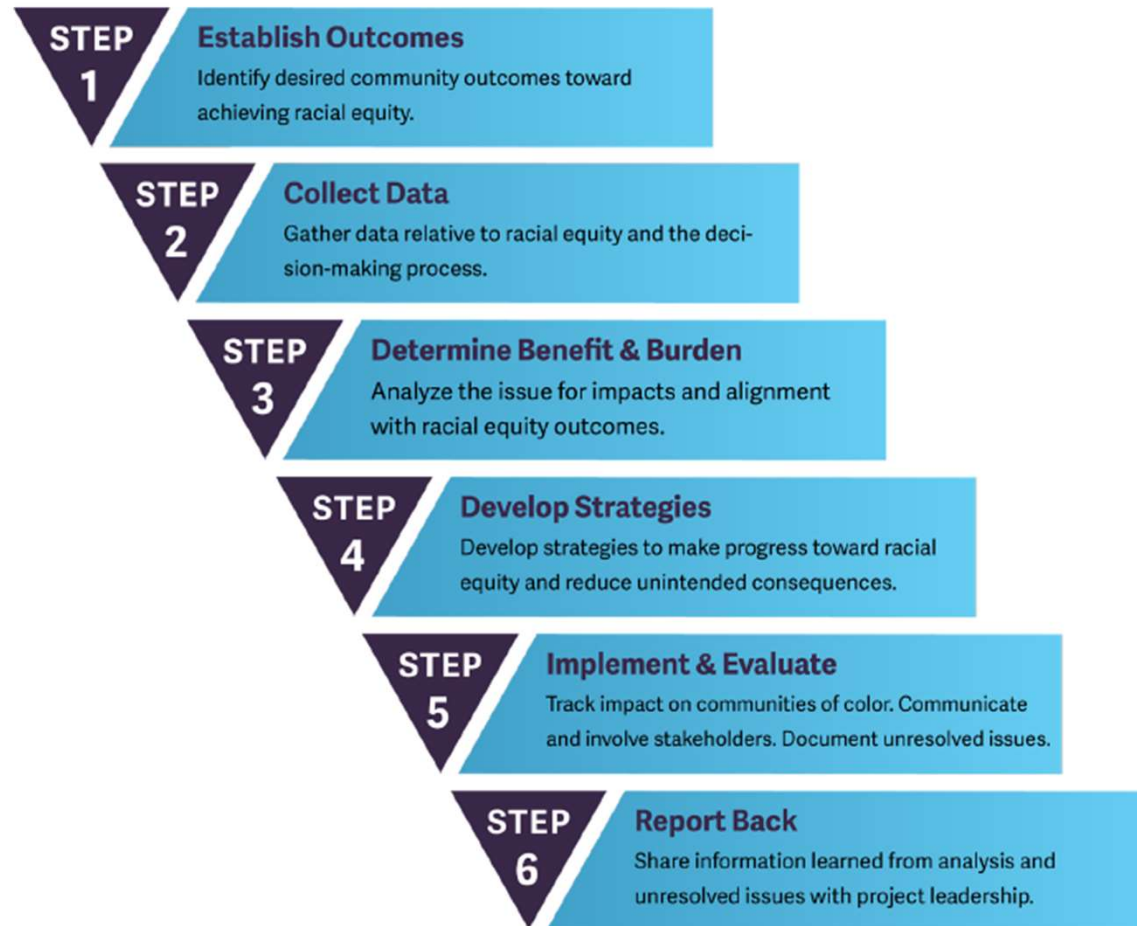 STEP
1
Establish Outcomes
Identify desired community outcomes toward
achieving racial equity.
STEP
2
Collect Data
Gather data relative to racial equity and the deci-
sion-making process.
STEP
3
Determine Benefit & Burden
Analyze the issue for impacts and alignment
with racial equity outcomes.
STEP
4
Develop Strategies
Develop strategies to make progress toward racial
equity and reduce unintended consequences.
STEP
5
Implement & Evaluate
Track impact on communities of color. Communicate
and involve stakeholders. Document unresolved issues.
STEP
6
Report Back
Share information learned from analysis and
unresolved issues with project leadership.